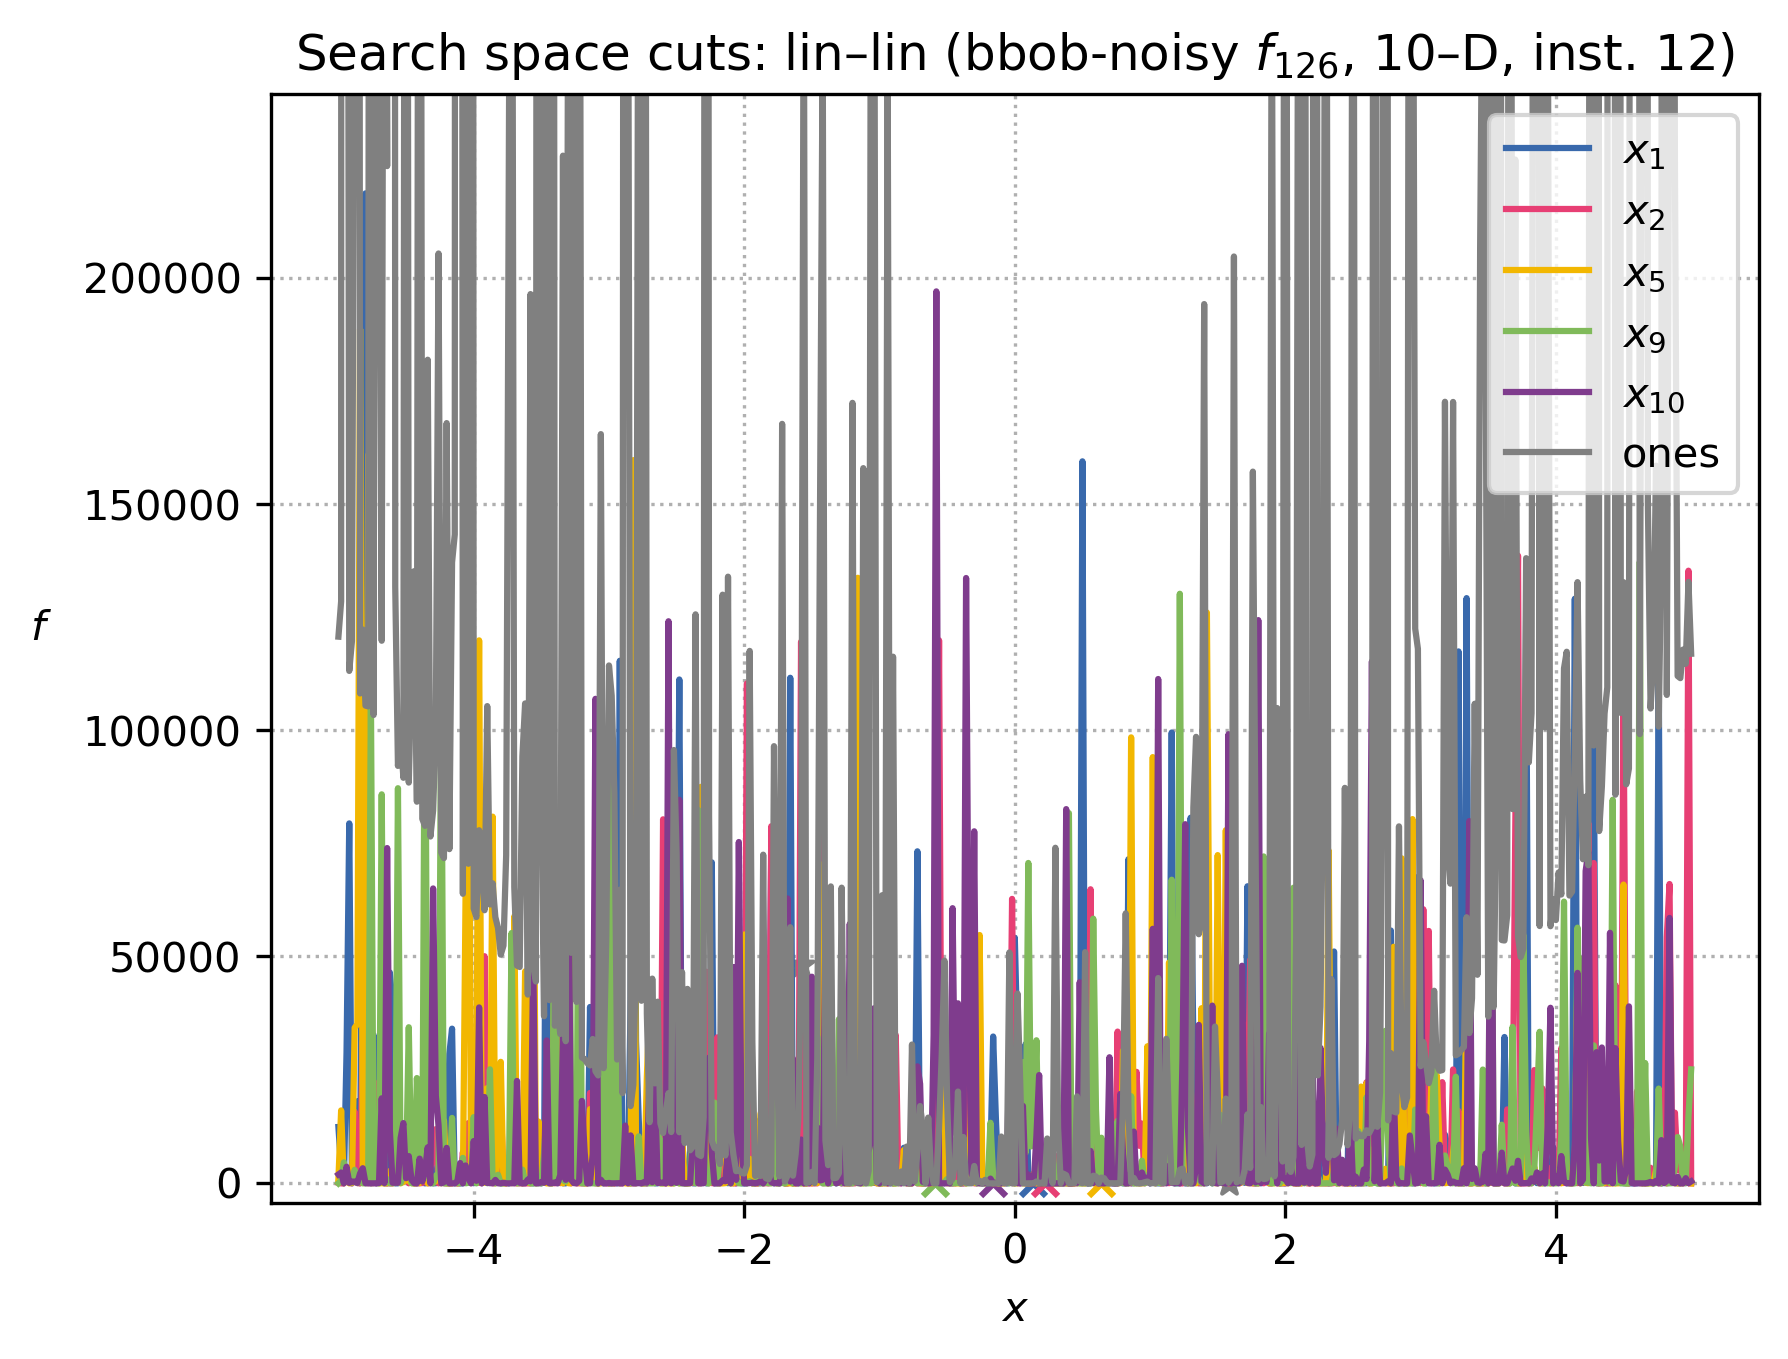 Search space cuts: lin–lin (bbob-noisy f₁₂₆, 10–D, inst. 12)
x₁
x₂
x₅
x₉
x₁₀
ones
200000
150000
f
100000
50000
0
−4 −2 0 2 4
x